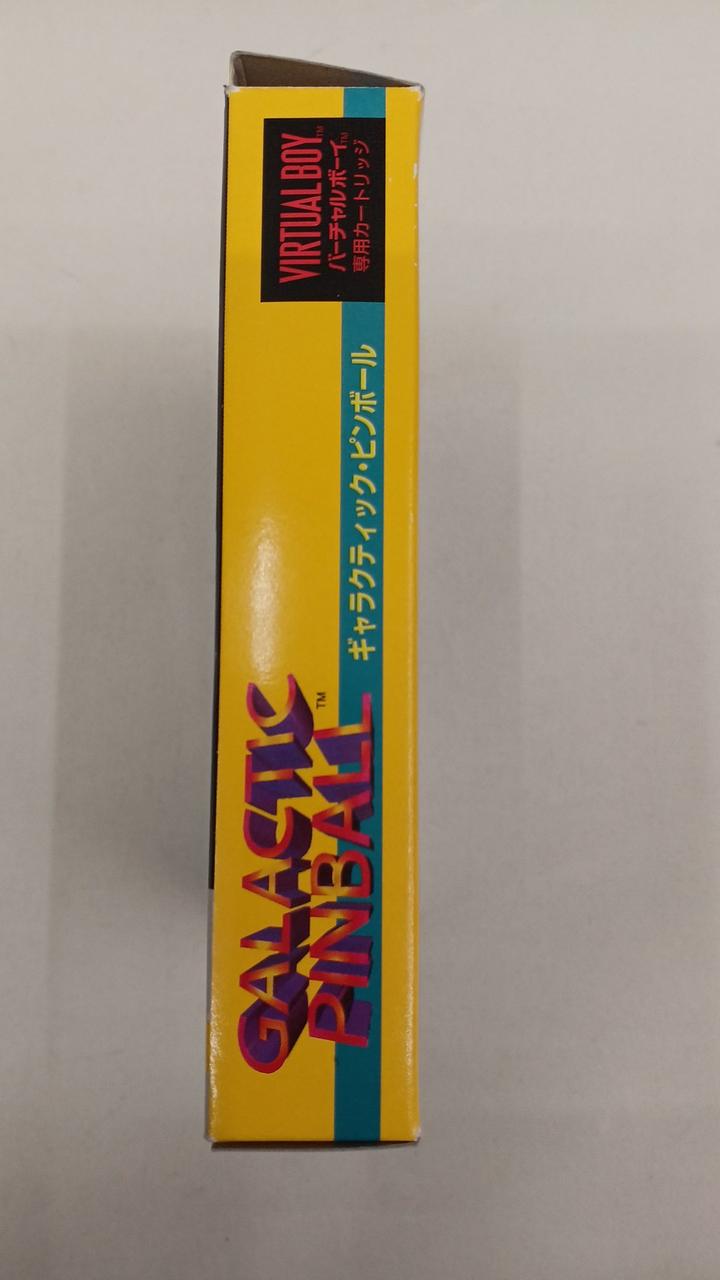 GALACTIC™
PINBALL
ギャラクティック・ピンボール
VIRTUAL BOY™
バーチャルボーイ™
専用カートリッジ